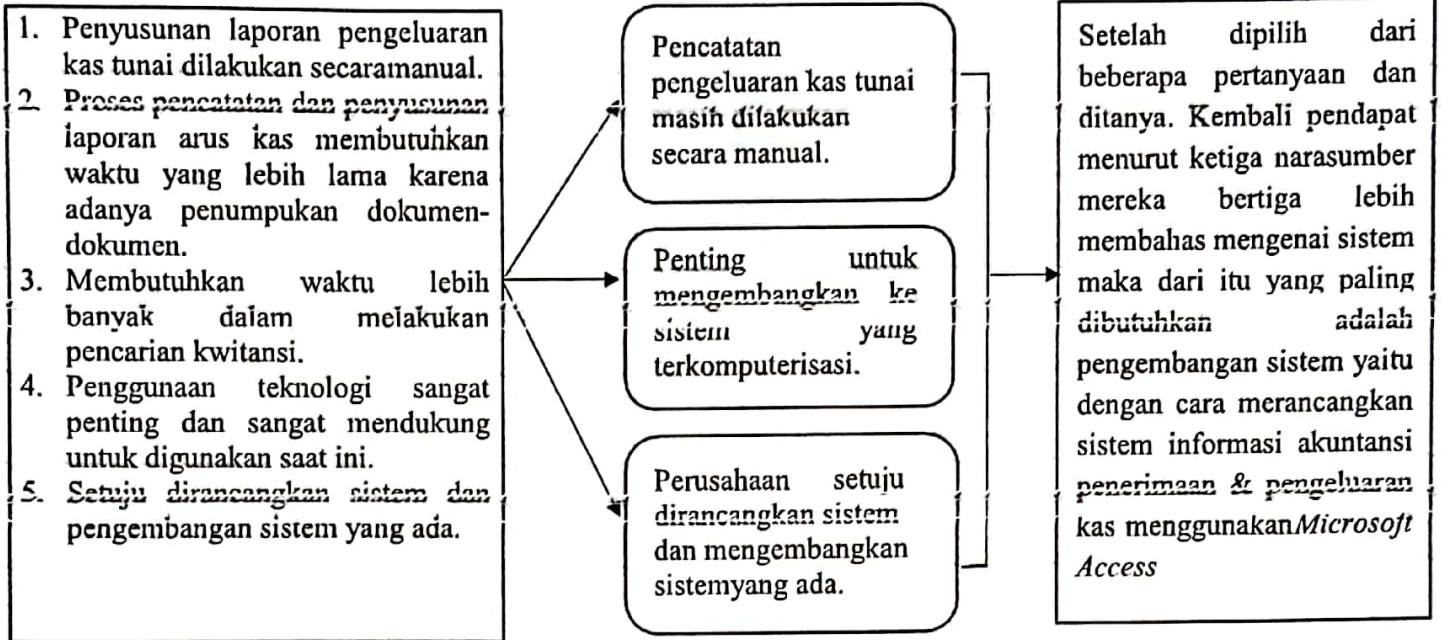 1. Penyusunan laporan pengeluaran
kas tunai dilakukan secaramanual.
2. Proses pencatatan dan penyusunan
laporan arus kas membutuhkan
waktu yang lebih lama karena
adanya penumpukan dokumen-
dokumen.
3. Membutuhkan waktu lebih
banyak dalam melakukan
pencarian kwitansi.
4. Penggunaan teknologi sangat
penting dan sangat mendukung
untuk digunakan saat ini.
5. Setuju dirancangkan sistem dan
pengembangan sistem yang ada.
Pencatatan
pengeluaran kas tunai
masih dilakukan
secara manual.
Penting untuk
mengembangkan ke
sistem yang
terkomputerisasi.
Perusahaan setuju
dirancangkan sistem
dan mengembangkan
sistemyang ada.
Setelah dipilih dari
beberapa pertanyaan dan
ditanya. Kembali pendapat
menurut ketiga narasumber
mereka bertiga lebih
membahas mengenai sistem
maka dari itu yang paling
dibutuhkan adalah
pengembangan sistem yaitu
dengan cara merancangkan
sistem informasi akuntansi
penerimaan & pengeluaran
kas menggunakanMicrosoft
Access